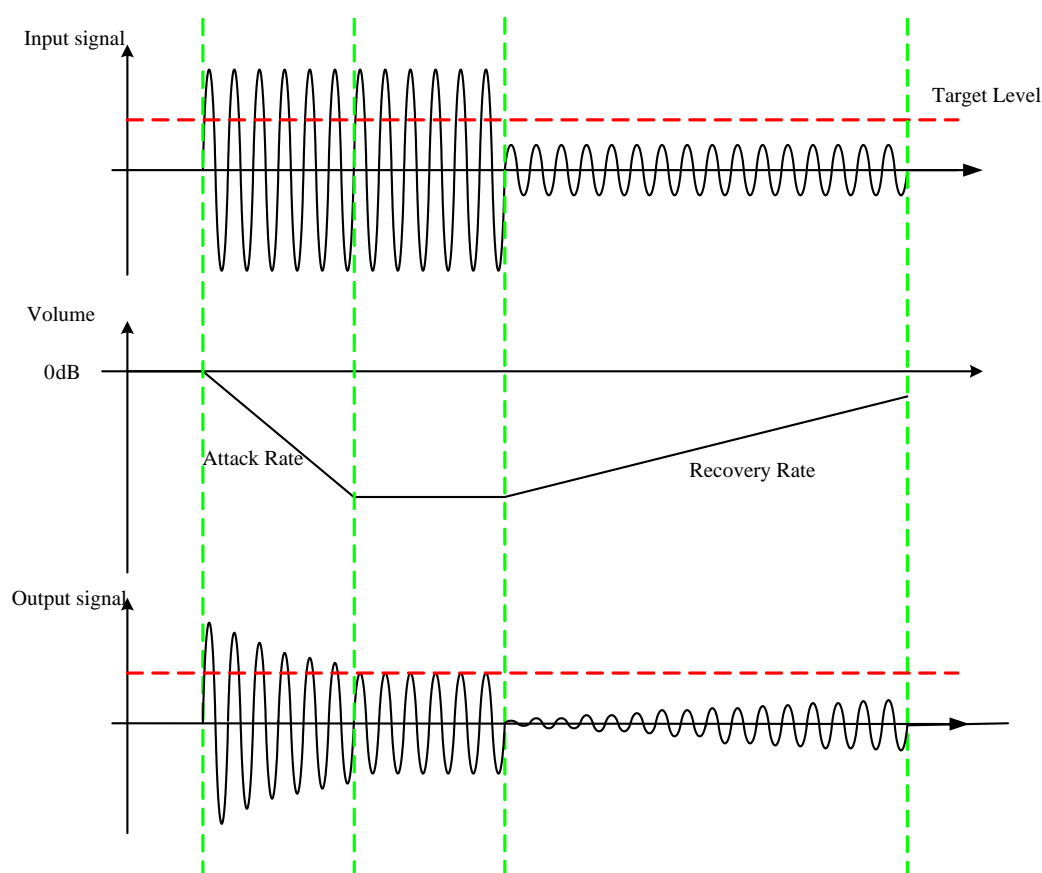 Input signal
Target Level
Volume
0dB
Attack Rate
Recovery Rate
Output signal